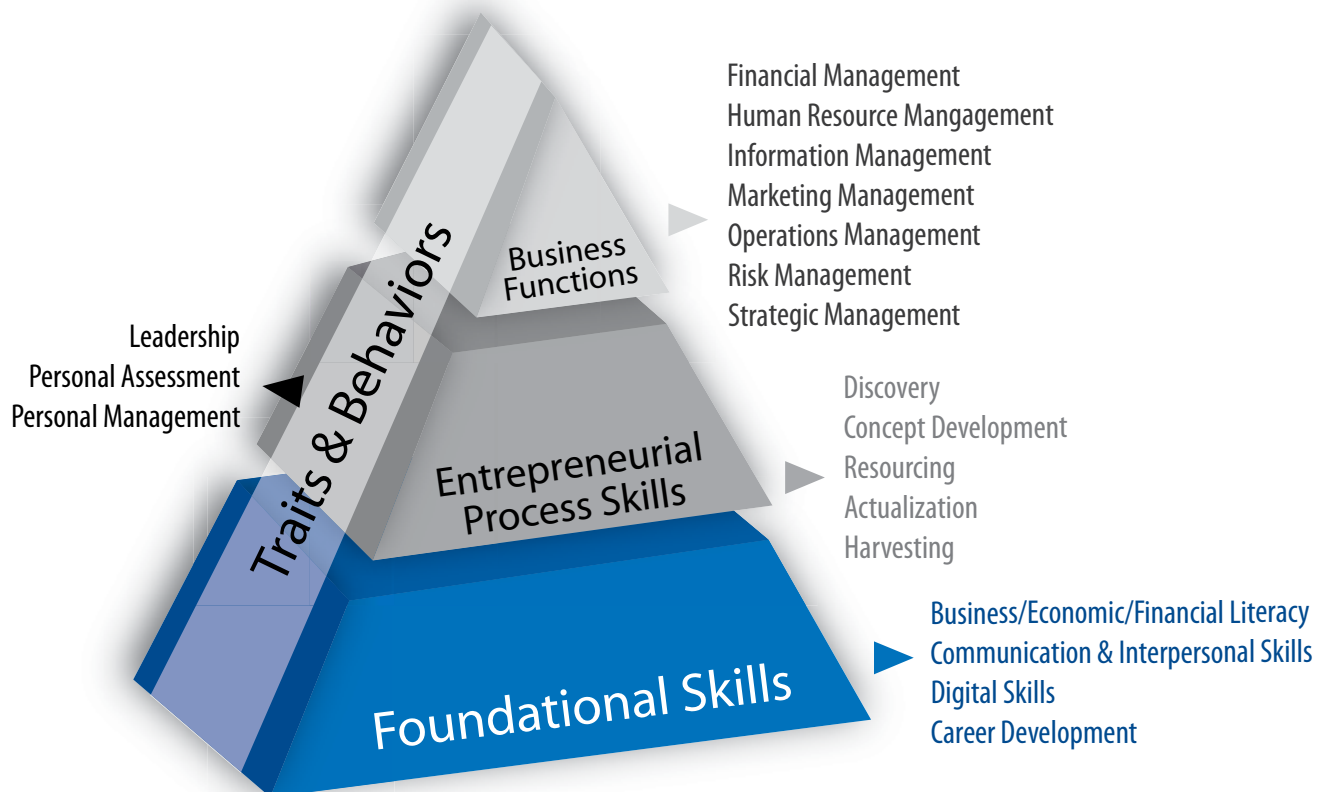 Financial Management
Human Resource Mangagement
Information Management
Marketing Management
Operations Management
Risk Management
Strategic Management
Business
Functions
Traits & Behaviors
Leadership
Personal Assessment
Personal Management
Discovery
Concept Development
Resourcing
Actualization
Harvesting
Entrepreneurial
Process Skills
Business/Economic/Financial Literacy
Communication & Interpersonal Skills
Digital Skills
Career Development
Foundational Skills